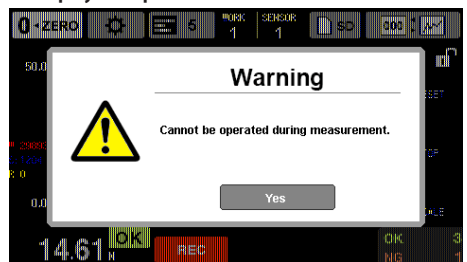 0 ZERO 5 WORK 1 SENSOR 1 SD
50.0
Warning
Cannot be operated during measurement.
0.0
Yes
14.61 N OK REC OK 3
NG 1